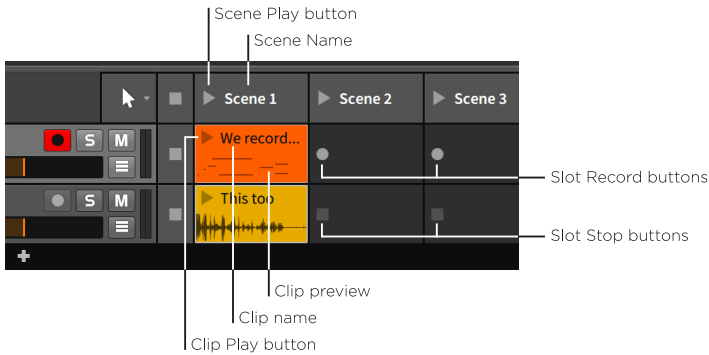 Scene Play button
Scene Name
Scene 1
Scene 2
Scene 3
S
M
We record...
Slot Record buttons
S
M
This too
Slot Stop buttons
Clip preview
Clip name
Clip Play button